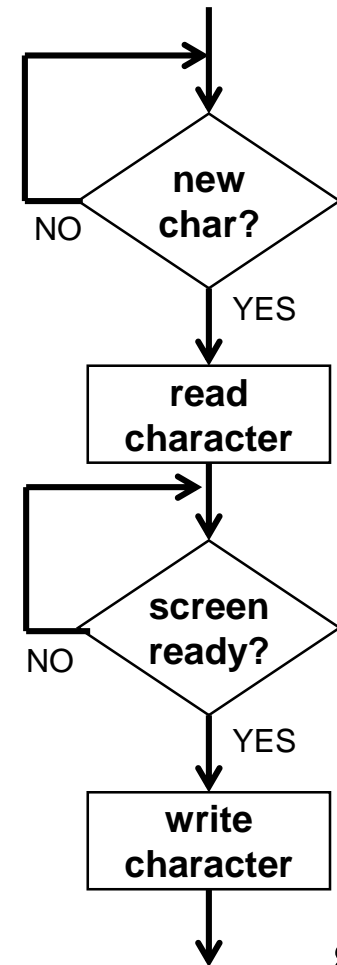 new
char?
NO
YES
read
character
screen
ready?
NO
YES
write
character